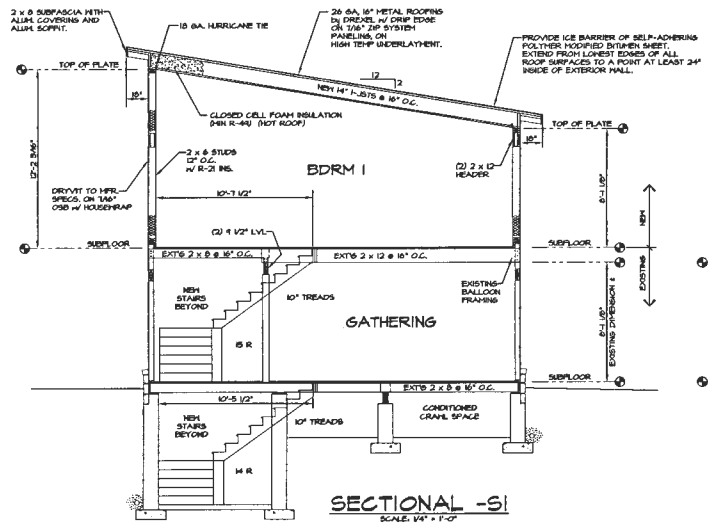 2 x 8 SUBFASCIA WITH
ALUM. COVERING AND
ALUM. SOFFIT.
18 GA. HURRICANE TIE
26 GA, 16" METAL ROOFING
by DREXEL w/ DRIP EDGE
ON 7/16" ZIP SYSTEM
PANELING, ON
HIGH TEMP UNDERLAYMENT.
PROVIDE ICE BARRIER OF SELF-ADHERING
POLYMER MODIFIED BITUMEN SHEET.
EXTEND FROM LOWEST EDGES OF ALL
ROOF SURFACES TO A POINT AT LEAST 24"
INSIDE OF EXTERIOR WALL.
TOP OF PLATE
12
2
NEW 14" I-JSTS @ 16" O.C.
18"
CLOSED CELL FOAM INSULATION
(MIN R-49) (HOT ROOF)
TOP OF PLATE
18"
12'-2 3/16"
2 x 6 STUDS
12" O.C.
w/ R-21 INS.
BDRM 1
(2) 2 x 12
HEADER
8'-1 1/8"
NEW
DRYVIT TO MFR.
SPECS. ON 7/16"
OSB w/ HOUSEWRAP
10'-7 1/2"
(2) 9 1/2" LVL
SUBFLOOR
SUBFLOOR
EXT'G 2 x 8 @ 16" O.C.
EXT'G 2 x 12 @ 16" O.C.
EXISTING
NEW
STAIRS
BEYOND
10" TREADS
EXISTING
BALLOON
FRAMING
GATHERING
8'-1 1/8"
EXISTING DIMENSION ±
15 R
SUBFLOOR
EXT'G 2 x 8 @ 16" O.C.
10'-5 1/2"
NEW
STAIRS
BEYOND
10" TREADS
CONDITIONED
CRAWL SPACE
14 R
SECTIONAL -S1
SCALE: 1/4" = 1'-0"